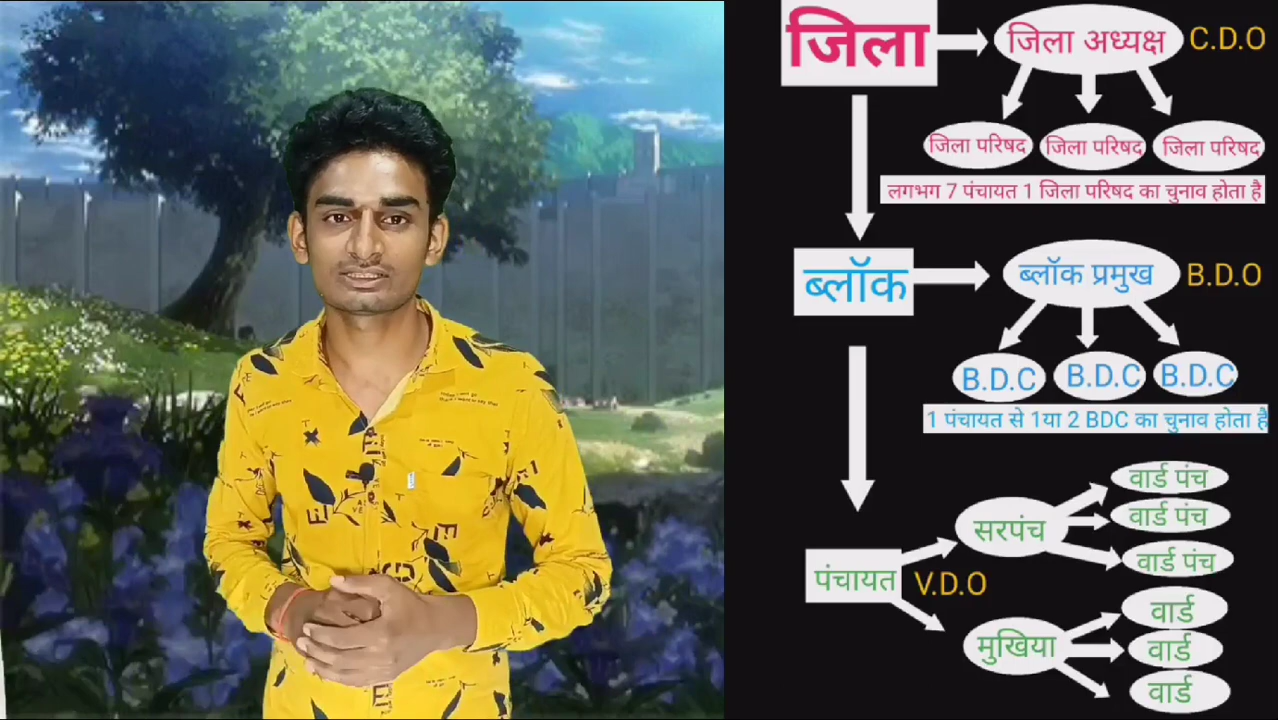 जिला
जिला अध्यक्ष
C.D.O
जिला परिषद
जिला परिषद
जिला परिषद
लगभग 7 पंचायत 1 जिला परिषद का चुनाव होता है
ब्लॉक
ब्लॉक प्रमुख
B.D.O
B.D.C
B.D.C
B.D.C
1 पंचायत से 1या 2 BDC का चुनाव होता है
पंचायत
V.D.O
सरपंच
वार्ड पंच
वार्ड पंच
वार्ड पंच
मुखिया
वार्ड
वार्ड
वार्ड